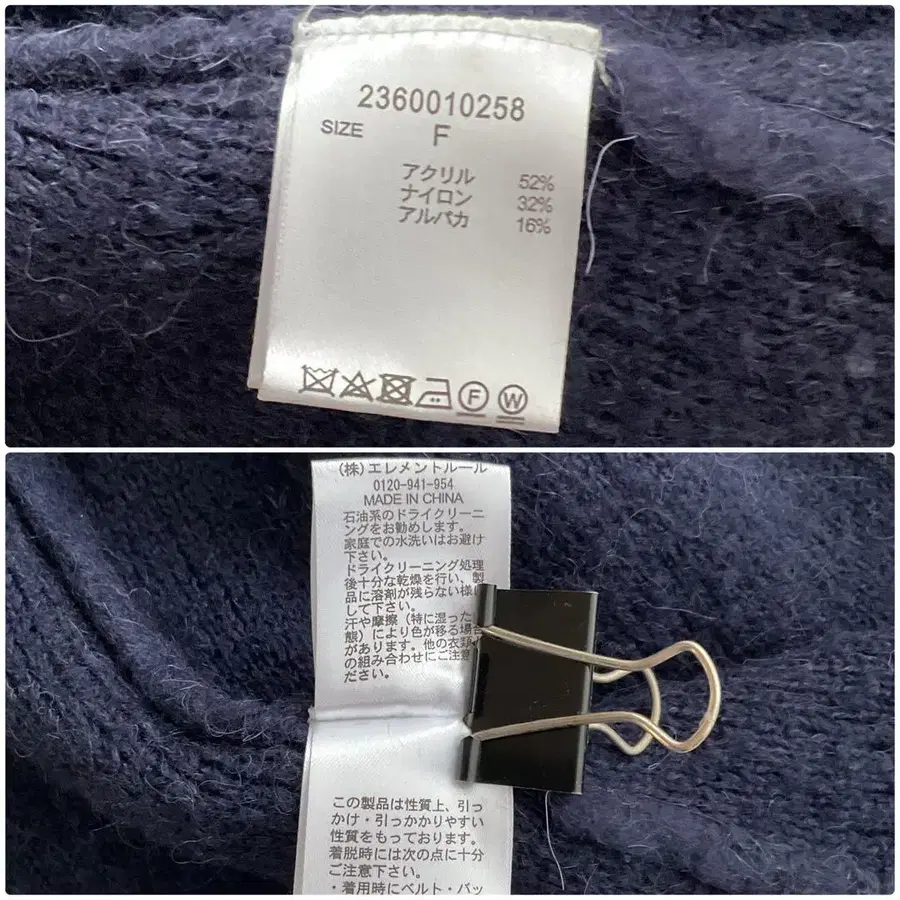 2360010258
SIZE F
アクリル 52%
ナイロン 32%
アルパカ 16%
F W
(株)エレメントルール
0120-941-954
MADE IN CHINA
石油系のドライクリーニ
ングをお勧めします。
家庭での水洗いはお避け
下さい。
ドライクリーニング処理
後十分な乾燥を行い、製
品に溶剤が残らない様
して下さい。
汗や摩擦(特に湿った
態)により色が移る場合
があります。他の衣類
の組み合わせにご注意
ださい。
この製品は性質上、引っ
かけ・引っかかりやすい
性質をもっております。
着脱時には次の点に十分
ご注意下さい。
・着用時にベルト・バッ